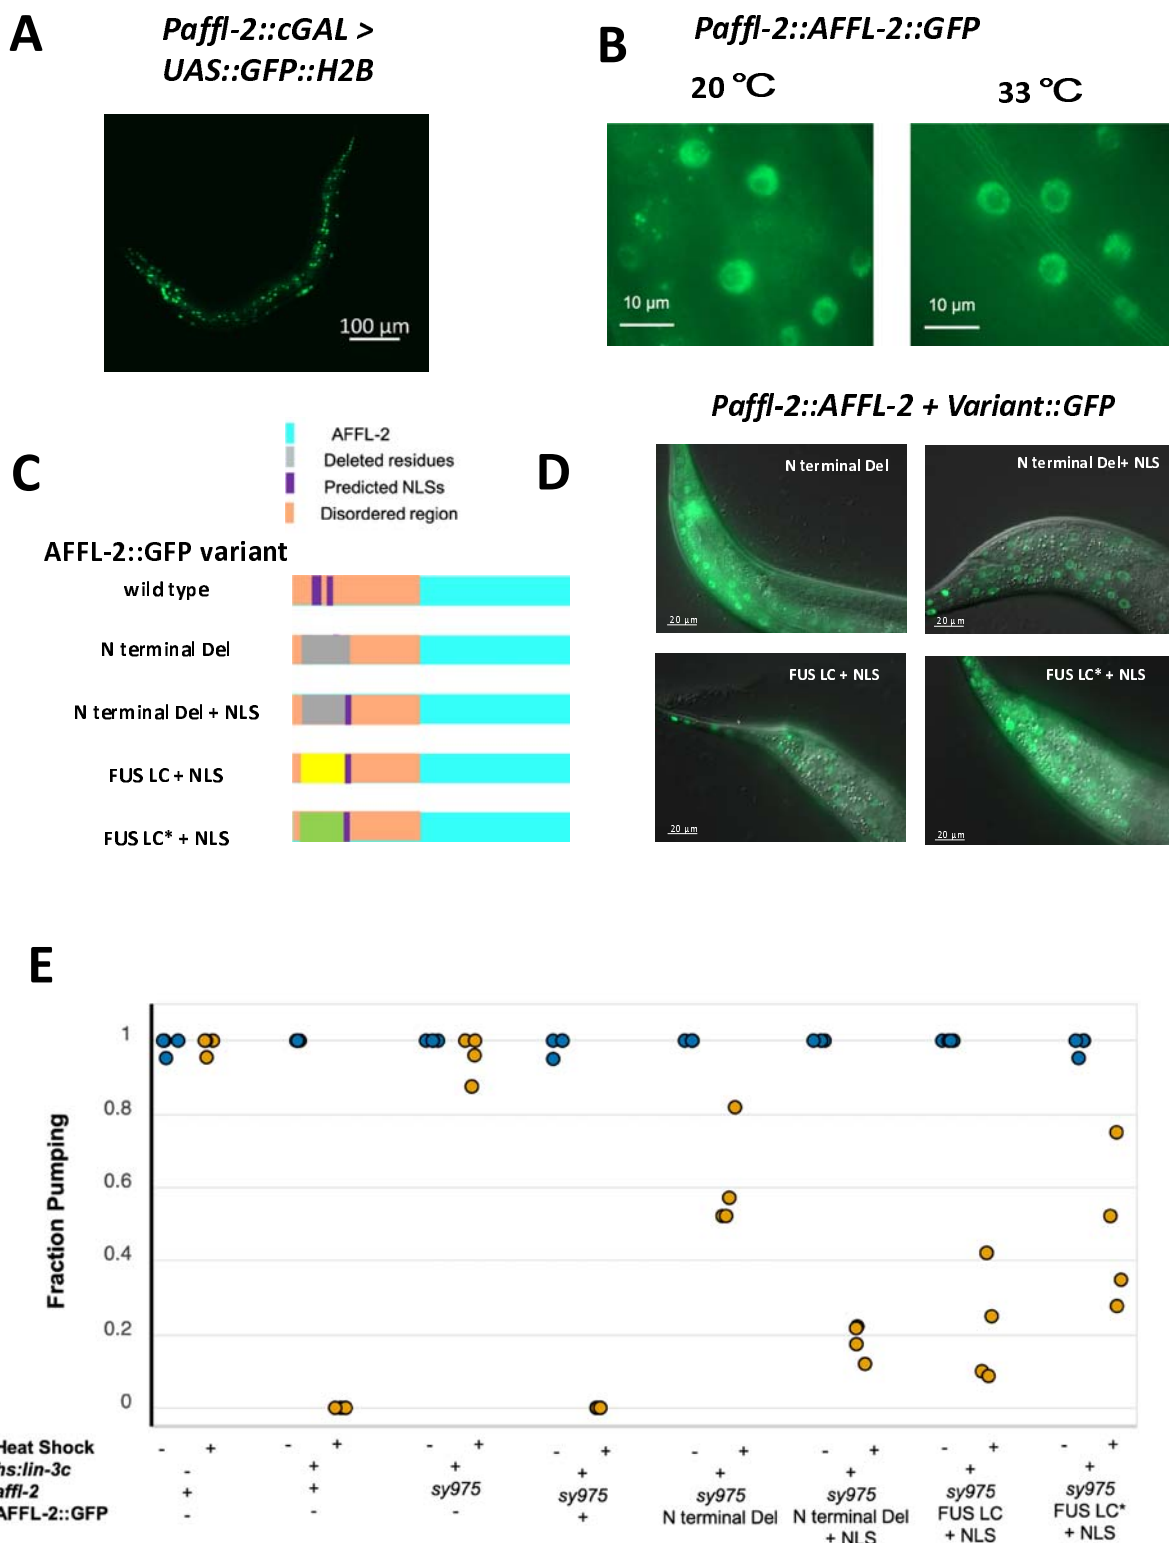 A
Paffl-2::cGAL >
UAS::GFP::H2B
100 µm
B
Paffl-2::AFFL-2::GFP
20 °C
33 °C
10 µm
10 µm
C
AFFL-2
Deleted residues
Predicted NLSs
Disordered region
AFFL-2::GFP variant
wild type
N terminal Del
N terminal Del + NLS
FUS LC + NLS
FUS LC* + NLS
D
Paffl-2::AFFL-2 + Variant::GFP
N terminal Del
20 µm
N terminal Del+ NLS
20 µm
FUS LC + NLS
20 µm
FUS LC* + NLS
20 µm
E
Fraction Pumping
1
0.8
0.6
0.4
0.2
0
Heat Shock - + - + - + - + - + - + - + - +
hs:lin-3c - + + + + + + +
affl-2 + + sy975 sy975 sy975 sy975 sy975 sy975
AFFL-2::GFP - - - + N terminal Del N terminal Del + NLS FUS LC + NLS FUS LC* + NLS